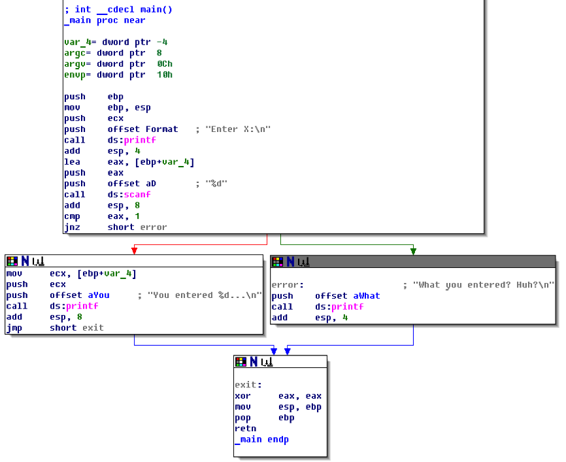 ; int __cdecl main()
_main proc near
var_4= dword ptr -4
argc= dword ptr  8
argv= dword ptr  0Ch
envp= dword ptr  10h
push    ebp
mov     ebp, esp
push    ecx
push    offset Format   ; "Enter X:\n"
call    ds:printf
add     esp, 4
lea     eax, [ebp+var_4]
push    eax
push    offset aD       ; "%d"
call    ds:scanf
add     esp, 8
cmp     eax, 1
jnz     short error
mov     ecx, [ebp+var_4]
push    ecx
push    offset aYou     ; "You entered %d...\n"
call    ds:printf
add     esp, 8
jmp     short exit
error:                  ; "What you entered? Huh?\n"
push    offset aWhat
call    ds:printf
add     esp, 4
exit:
xor     eax, eax
mov     esp, ebp
pop     ebp
retn
_main endp